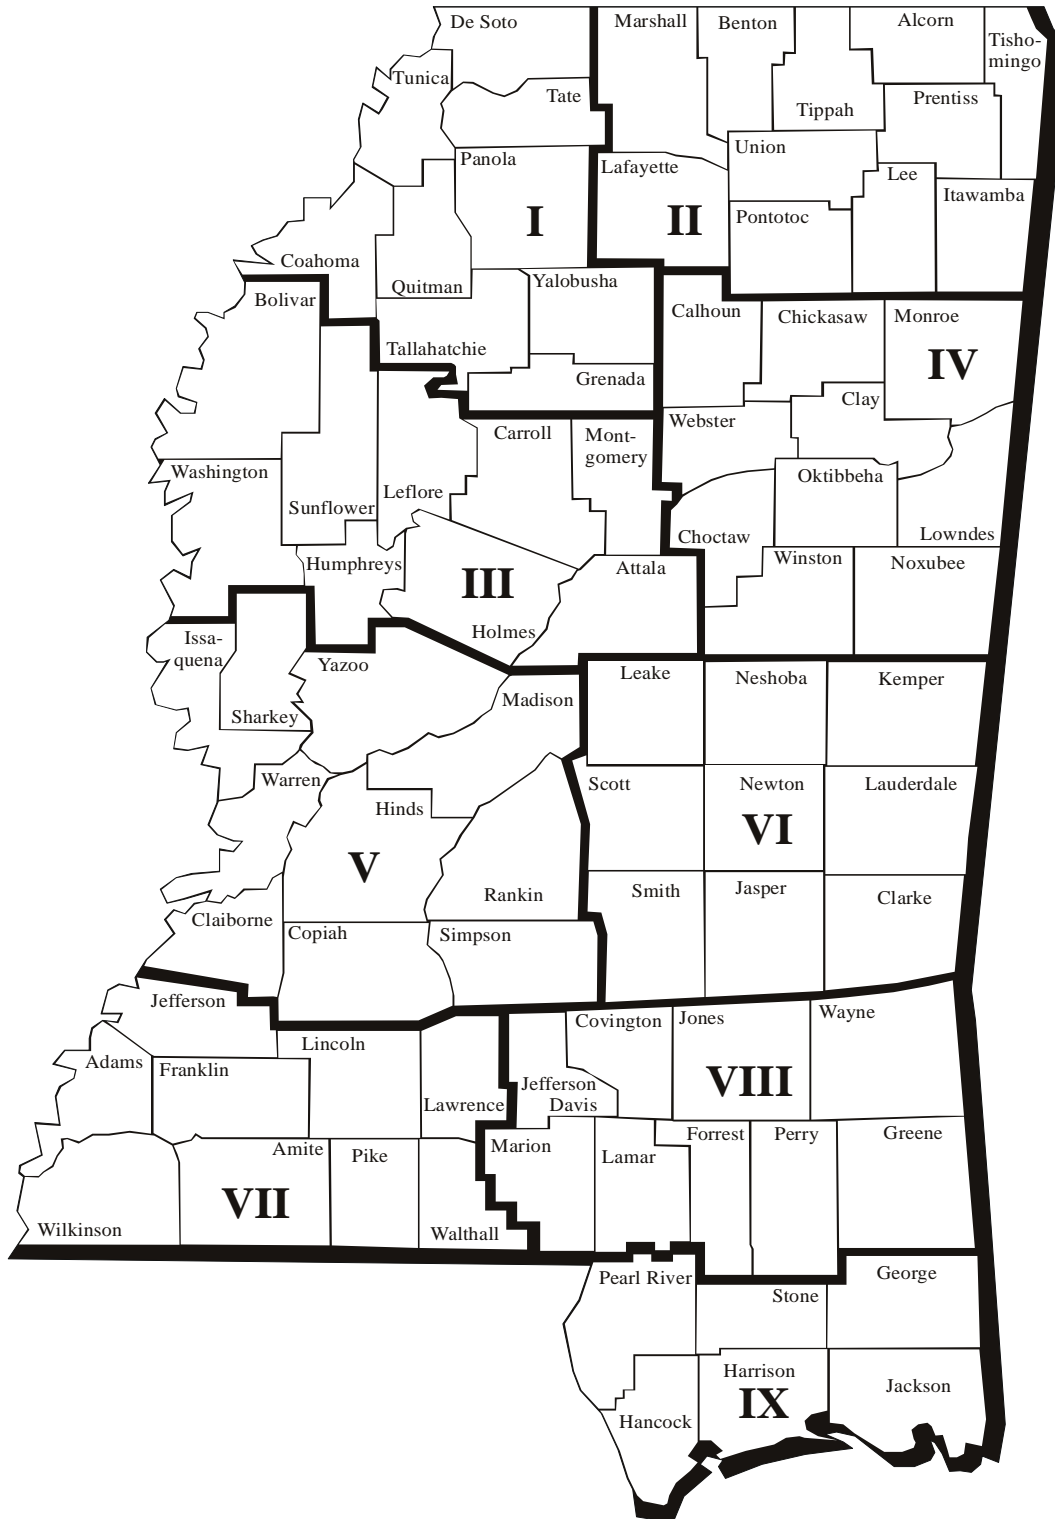 De Soto
Marshall
Benton
Alcorn
Tisho-
mingo
Tunica
Tate
Tippah
Prentiss
Panola
Lafayette
Union
Lee
Itawamba
I
II
Pontotoc
Coahoma
Quitman
Yalobusha
Bolivar
Calhoun
Chickasaw
Monroe
Tallahatchie
Grenada
IV
Clay
Webster
Carroll
Mont-
gomery
Washington
Oktibbeha
Leflore
Sunflower
Choctaw
Lowndes
Humphreys
III
Attala
Winston
Noxubee
Issa-
quena
Holmes
Yazoo
Leake
Neshoba
Kemper
Sharkey
Madison
Warren
Scott
Newton
Lauderdale
Hinds
VI
V
Rankin
Smith
Jasper
Clarke
Claiborne
Copiah
Simpson
Jefferson
Covington
Jones
Wayne
Lincoln
Adams
Franklin
VIII
Jefferson
Davis
Lawrence
Amite
Pike
Marion
Lamar
Forrest
Perry
Greene
VII
Wilkinson
Walthall
Pearl River
George
Stone
Harrison
IX
Jackson
Hancock